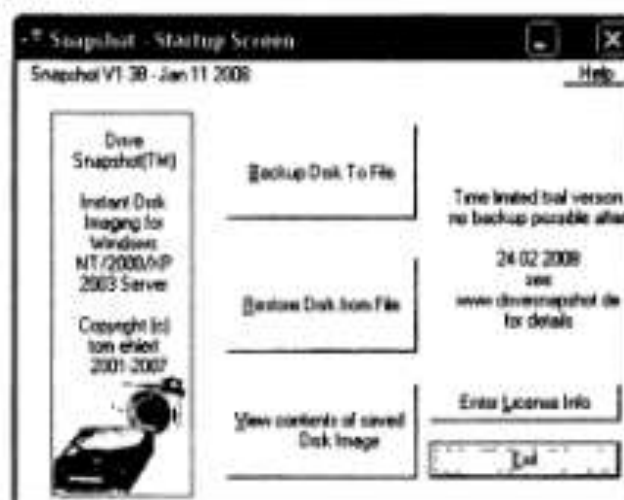 Snapshot - Startup Screen
Snapshot V1 38 - Jan 11 2008
Help
Drive
Snapshot(TM)
Instant Disk
Imaging for
Windows
NT/2000/XP
2003 Server
Copyright (c)
tom ehlert
2001-2007
Backup Disk To File
Restore Disk from File
View contents of saved
Disk Image
Time limited trial version
no backup possible after
24 02 2008
see
www drivesnapshot de
for details
Enter License Info
Exit